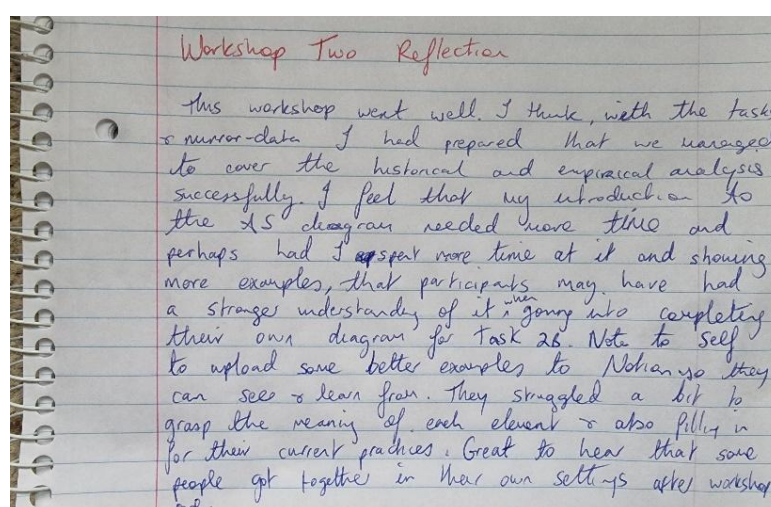 Workshop Two Reflection
This workshop went well. I think, with the tasks
& mirror-data I had prepared that we managed
to cover the historical and empirical analysis
successfully. I feel that my introduction to
the AS diagram needed more time and
perhaps had I spent more time at it and showing
more examples, that participants may have had
a stronger understanding of it, when going into completing
their own diagram for Task 2B. Note to self
to upload some better examples to Notion so they
can see & learn from. They struggled a bit to
grasp the meaning of each element & also filling in
for their current practices. Great to hear that some
people got together in their own settings after workshop